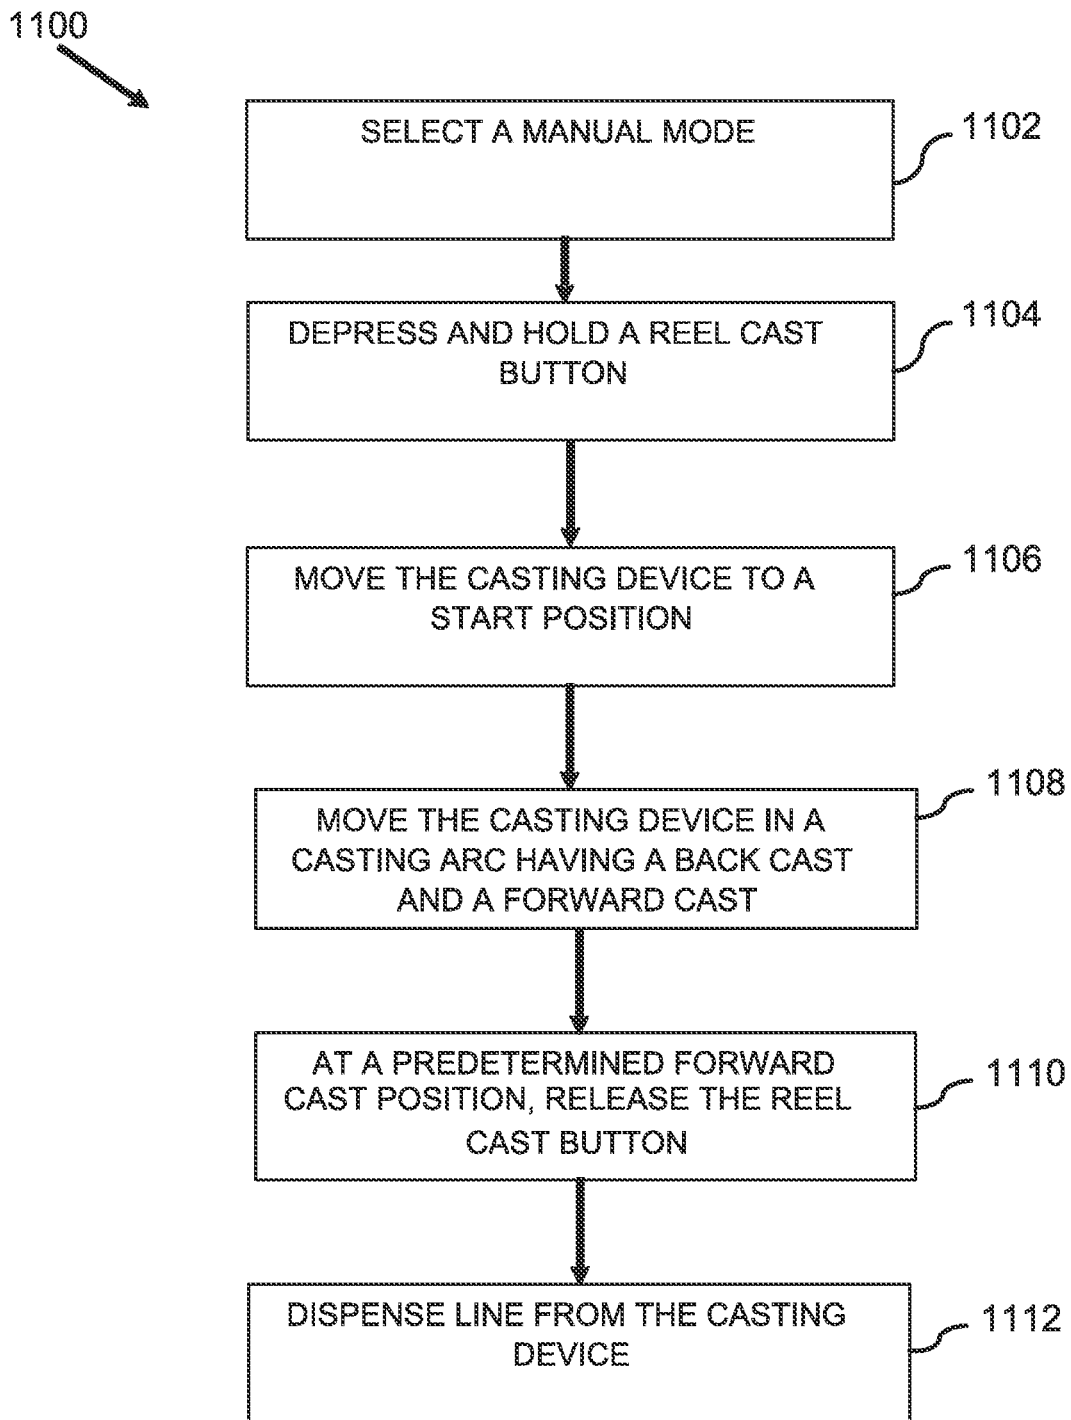 1100
SELECT A MANUAL MODE
1102
DEPRESS AND HOLD A REEL CAST
BUTTON
1104
MOVE THE CASTING DEVICE TO A
START POSITION
1106
MOVE THE CASTING DEVICE IN A
CASTING ARC HAVING A BACK CAST
AND A FORWARD CAST
1108
AT A PREDETERMINED FORWARD
CAST POSITION, RELEASE THE REEL
CAST BUTTON
1110
DISPENSE LINE FROM THE CASTING
DEVICE
1112